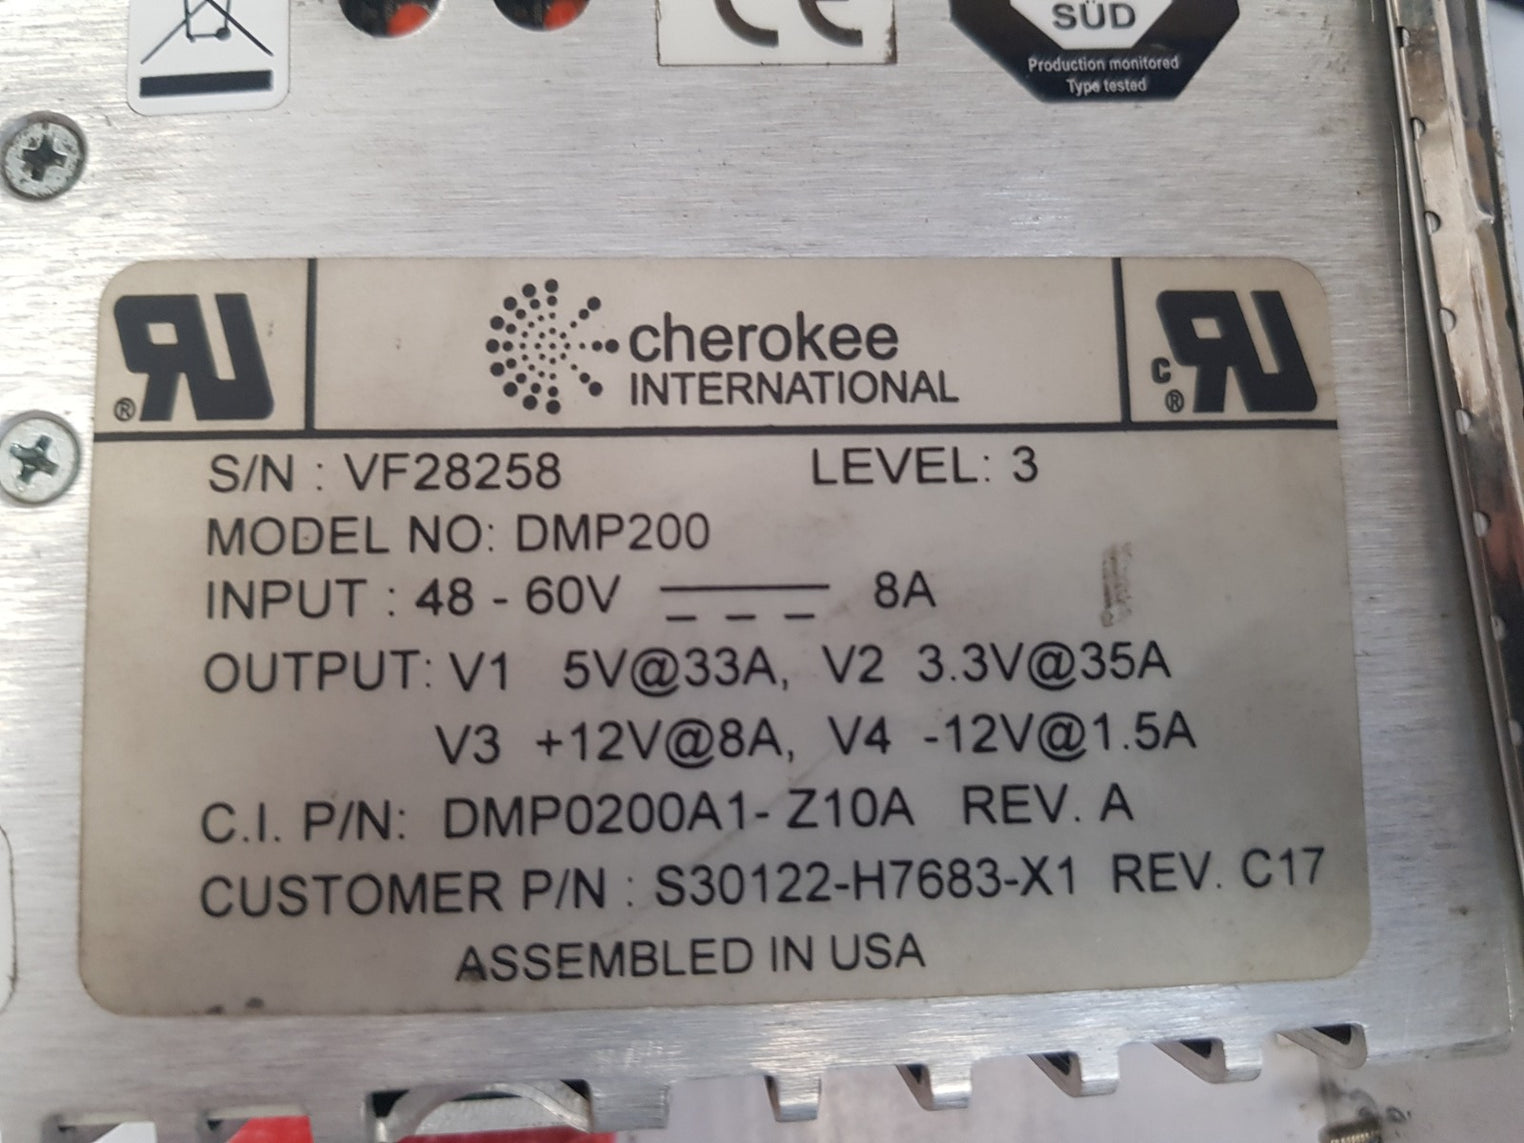 CE
SÜD
Production monitored
Type tested
cherokee
INTERNATIONAL
S/N : VF28258 LEVEL: 3
MODEL NO: DMP200
INPUT : 48 - 60V 8A
OUTPUT: V1 5V@33A, V2 3.3V@35A
V3 +12V@8A, V4 -12V@1.5A
C.I. P/N: DMP0200A1- Z10A REV. A
CUSTOMER P/N : S30122-H7683-X1 REV. C17
ASSEMBLED IN USA